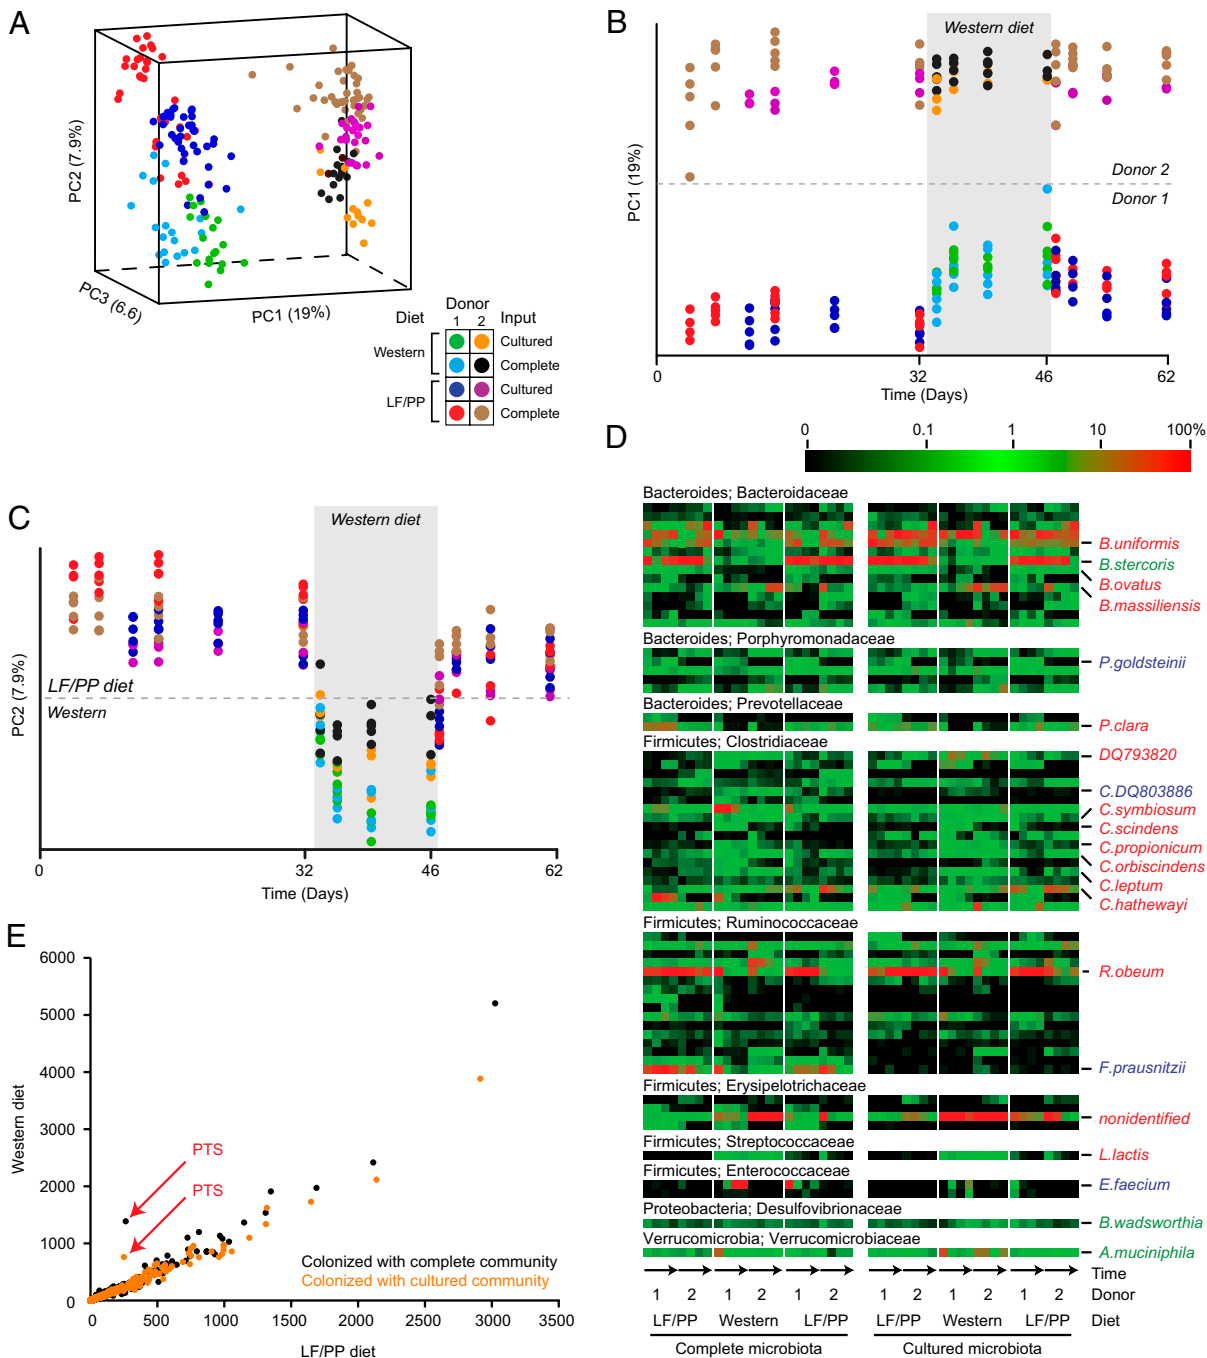 A
PC2 (7.9%)
PC3 (6.6)
PC1 (19%)
Donor
Diet 1 2 Input
Western
Cultured
Complete
LF/PP
Cultured
Complete
B
Western diet
PC1 (19%)
Donor 2
Donor 1
0 32 46 62
Time (Days)
C
Western diet
PC2 (7.9%)
LF/PP diet
Western
0 32 46 62
Time (Days)
D
0 0.1 1 10 100%
Bacteroides; Bacteroidaceae
B.uniformis
B.stercoris
B.ovatus
B.massiliensis
Bacteroides; Porphyromonadaceae
P.goldsteinii
Bacteroides; Prevotellaceae
P.clara
Firmicutes; Clostridiaceae
DQ793820
C.DQ803886
C.symbiosum
C.scindens
C.propionicum
C.orbiscindens
C.leptum
C.hathewayi
Firmicutes; Ruminococcaceae
R.obeum
F.prausnitzii
Firmicutes; Erysipelotrichaceae
nonidentified
Firmicutes; Streptococcaceae
L.lactis
Firmicutes; Enterococcaceae
E.faecium
Proteobacteria; Desulfovibrionaceae
B.wadsworthia
Verrucomicrobia; Verrucomicrobiaceae
A.muciniphila
Time
1 2 1 2 1 2 1 2 1 2 1 2 Donor
LF/PP Western LF/PP LF/PP Western LF/PP Diet
Complete microbiota Cultured microbiota
E
6000
5000
4000
3000
2000
1000
0
Western diet
PTS
PTS
Colonized with complete community
Colonized with cultured community
0 500 1000 1500 2000 2500 3000 3500
LF/PP diet